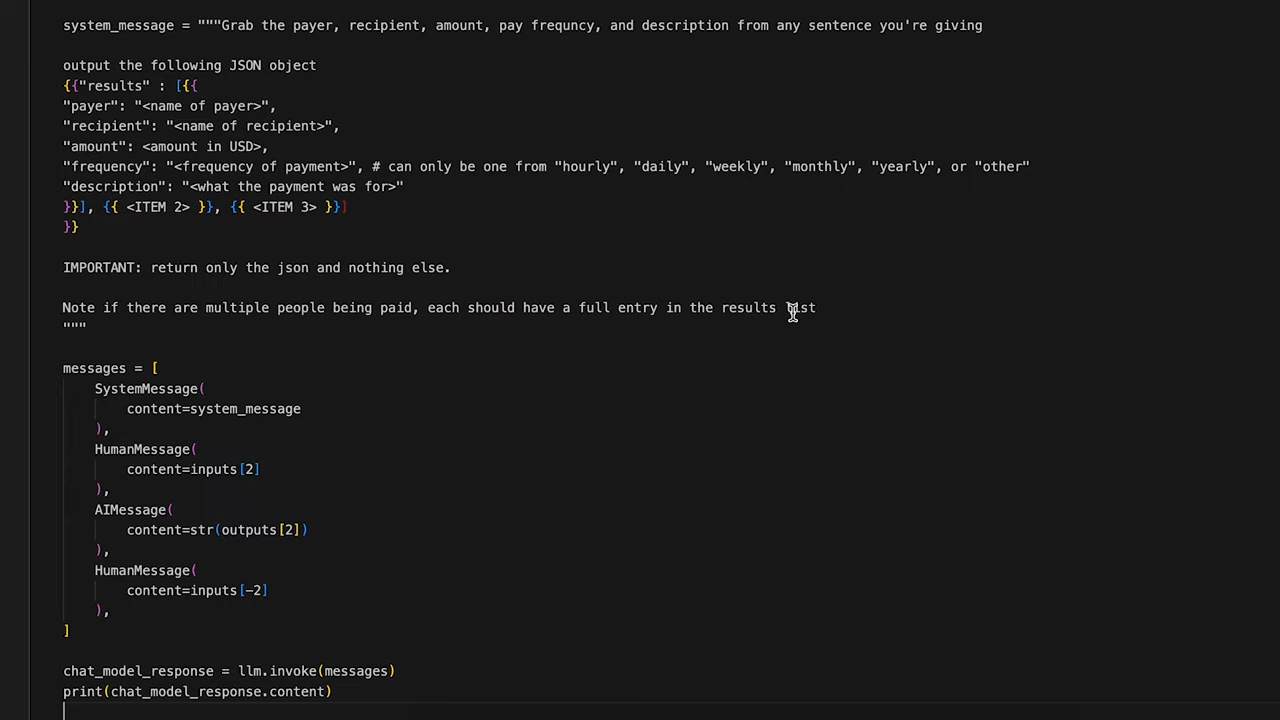 system_message = """Grab the payer, recipient, amount, pay frequncy, and description from any sentence you're giving
output the following JSON object
{{"results" : [{{
"payer": "<name of payer>",
"recipient": "<name of recipient>",
"amount": <amount in USD>,
"frequency": "<frequency of payment>", # can only be one from "hourly", "daily", "weekly", "monthly", "yearly", or "other"
"description": "<what the payment was for>"
}}], {{ <ITEM 2> }}, {{ <ITEM 3> }}]
}}
IMPORTANT: return only the json and nothing else.
Note if there are multiple people being paid, each should have a full entry in the results list
"""
messages = [
SystemMessage(
content=system_message
),
HumanMessage(
content=inputs[2]
),
AIMessage(
content=str(outputs[2])
),
HumanMessage(
content=inputs[-2]
),
]
chat_model_response = llm.invoke(messages)
print(chat_model_response.content)